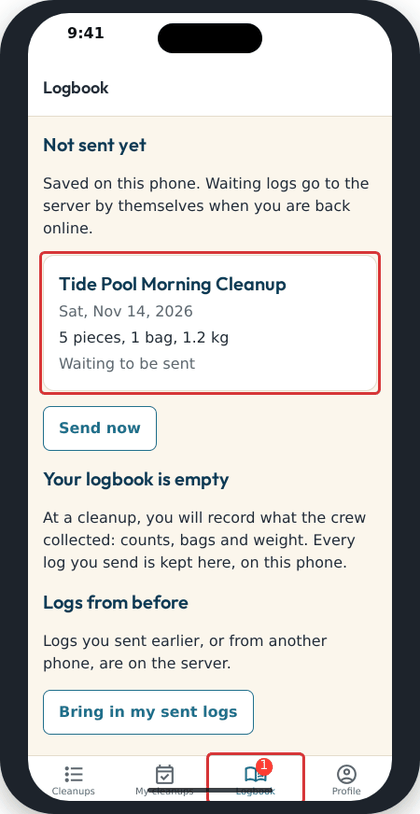 9:41
Logbook
Not sent yet
Saved on this phone. Waiting logs go to the
server by themselves when you are back
online.
Tide Pool Morning Cleanup
Sat, Nov 14, 2026
5 pieces, 1 bag, 1.2 kg
Waiting to be sent
Send now
Your logbook is empty
At a cleanup, you will record what the crew
collected: counts, bags and weight. Every
log you send is kept here, on this phone.
Logs from before
Logs you sent earlier, or from another
phone, are on the server.
Bring in my sent logs
1
Cleanups My cleanups Logbook Profile